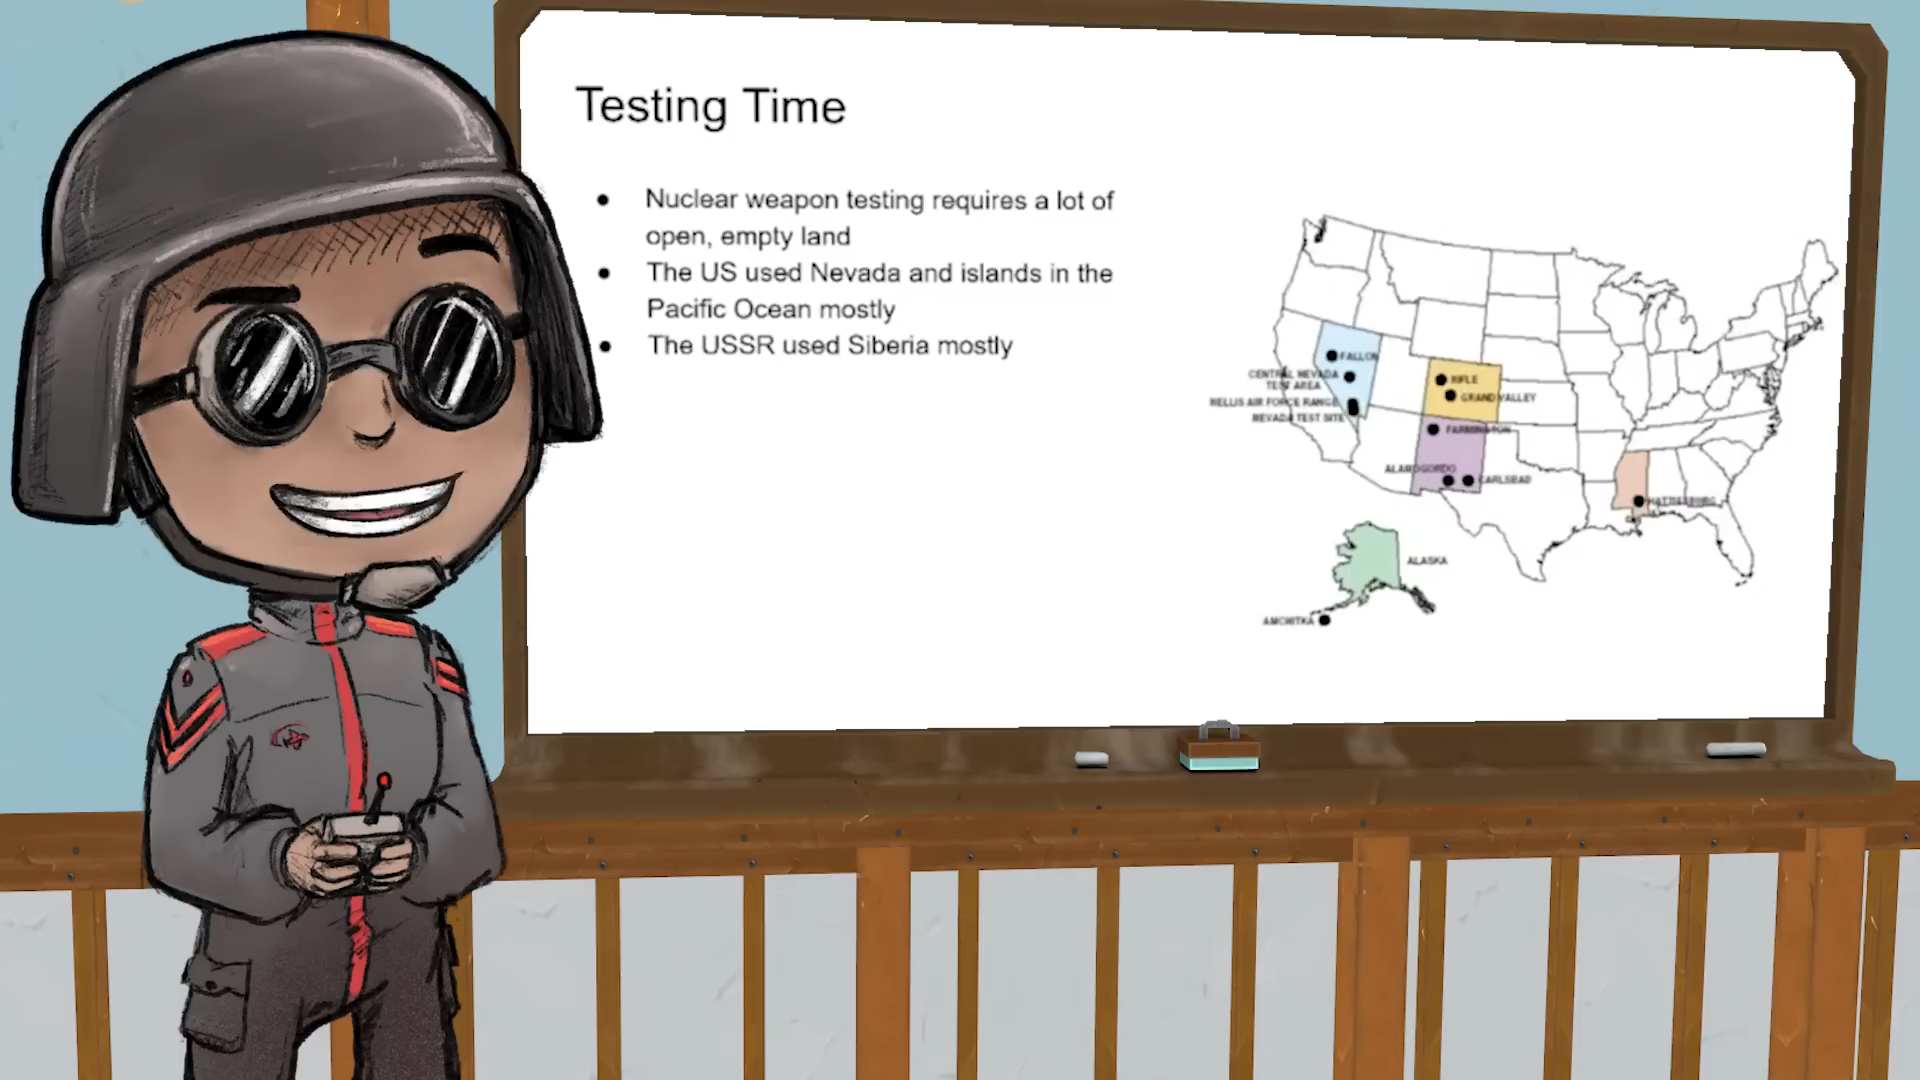 Testing Time
● Nuclear weapon testing requires a lot of
open, empty land
● The US used Nevada and islands in the
Pacific Ocean mostly
● The USSR used Siberia mostly
FALLON
CENTRAL NEVADA
TEST AREA
NELLIS AIR FORCE RANGE
NEVADA TEST SITE
RIFLE
GRAND VALLEY
FARMINGTON
ALAMOGORDO
CARLSBAD
HATTIESBURG
ALASKA
AMCHITKA